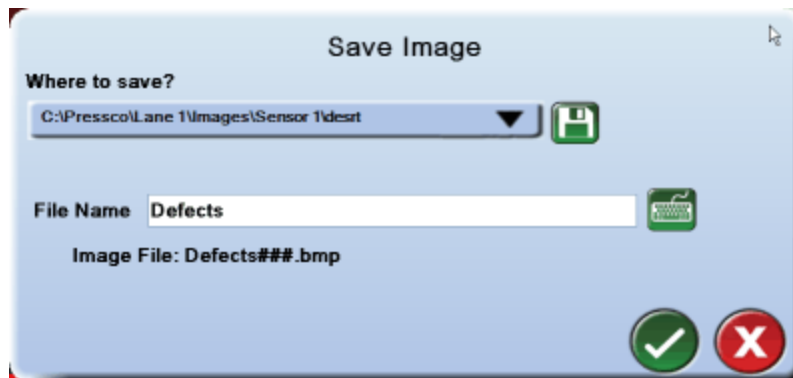 Save Image
Where to save?
C:\Pressco\Lane 1\Images\Sensor 1\desrt
File Name Defects
Image File: Defects###.bmp